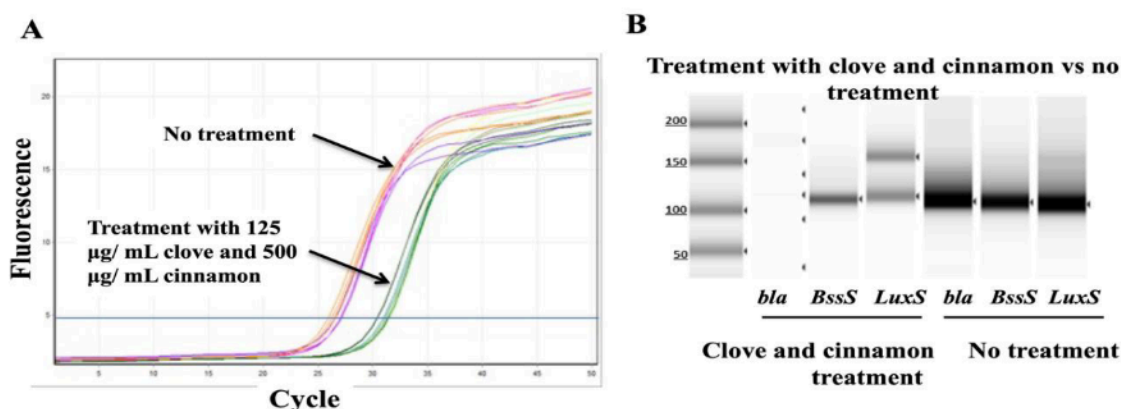 A
Fluorescence
20
15
10
5
No treatment
Treatment with 125
µg/ mL clove and 500
µg/ mL cinnamon
5 10 15 20 25 30 35 40 45 50
Cycle
B
Treatment with clove and cinnamon vs no
treatment
200
150
100
50
bla BssS LuxS bla BssS LuxS
Clove and cinnamon
treatment
No treatment